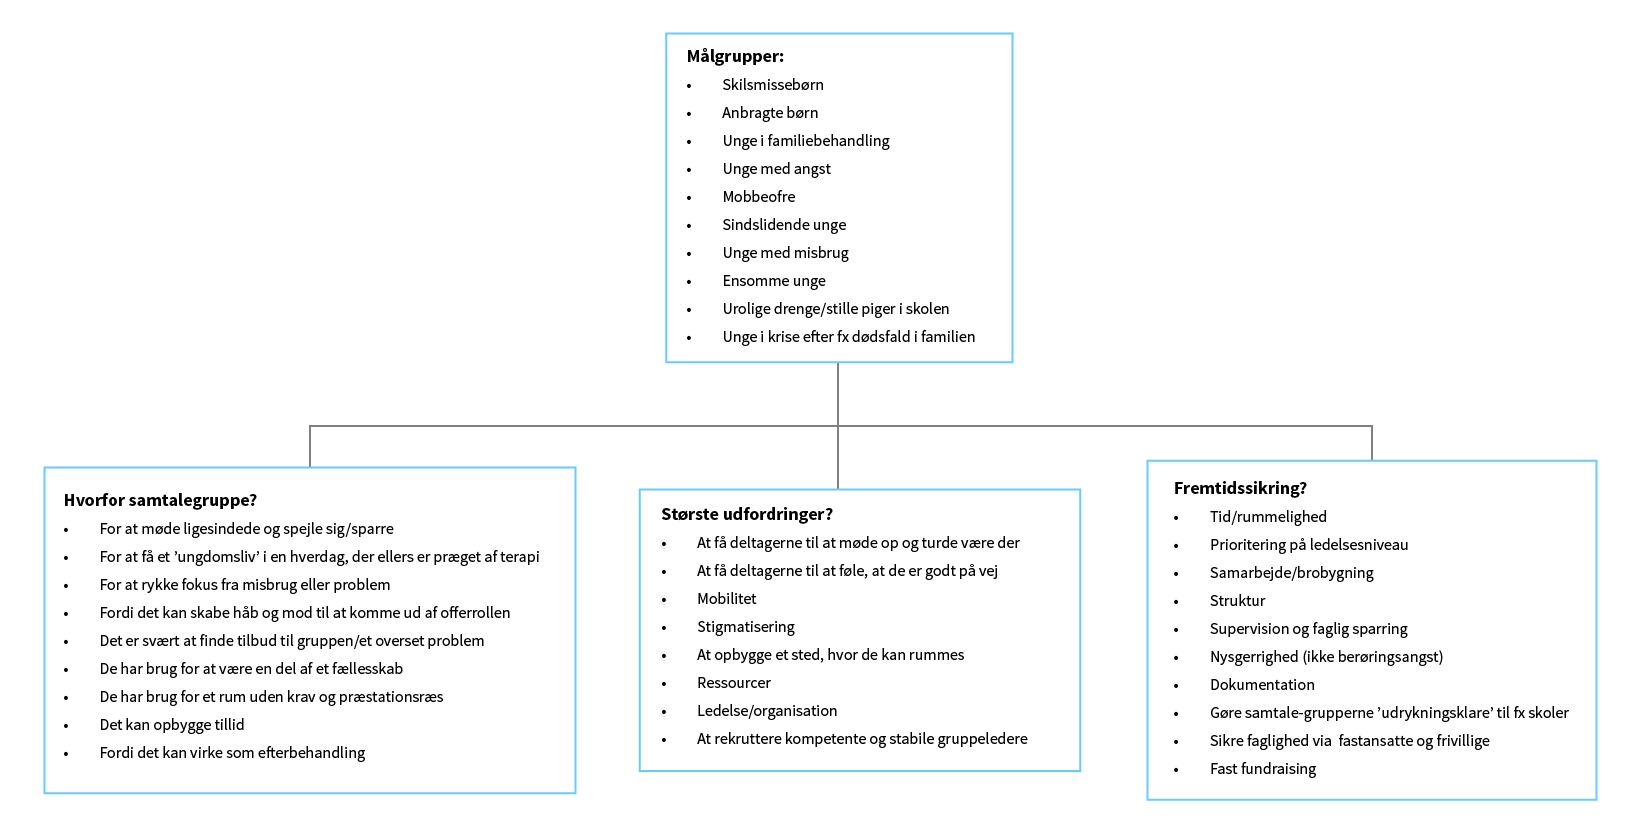 Målgrupper:
• Skilsmissebørn
• Anbragte børn
• Unge i familiebehandling
• Unge med angst
• Mobbeofre
• Sindslidende unge
• Unge med misbrug
• Ensomme unge
• Urolige drenge/stille piger i skolen
• Unge i krise efter fx dødsfald i familien
Hvorfor samtalegruppe?
• For at møde ligesindede og spejle sig/sparre
• For at få et ’ungdomsliv’ i en hverdag, der ellers er præget af terapi
• For at rykke fokus fra misbrug eller problem
• Fordi det kan skabe håb og mod til at komme ud af offerrollen
• Det er svært at finde tilbud til gruppen/et overset problem
• De har brug for at være en del af et fællesskab
• De har brug for et rum uden krav og præstationsræs
• Det kan opbygge tillid
• Fordi det kan virke som efterbehandling
Største udfordringer?
• At få deltagerne til at møde op og turde være der
• At få deltagerne til at føle, at de er godt på vej
• Mobilitet
• Stigmatisering
• At opbygge et sted, hvor de kan rummes
• Ressourcer
• Ledelse/organisation
• At rekruttere kompetente og stabile gruppeledere
Fremtidssikring?
• Tid/rummelighed
• Prioritering på ledelsesniveau
• Samarbejde/brobygning
• Struktur
• Supervision og faglig sparring
• Nysgerrighed (ikke berøringsangst)
• Dokumentation
• Gøre samtale-grupperne ’udrykningsklare’ til fx skoler
• Sikre faglighed via  fastansatte og frivillige
• Fast fundraising